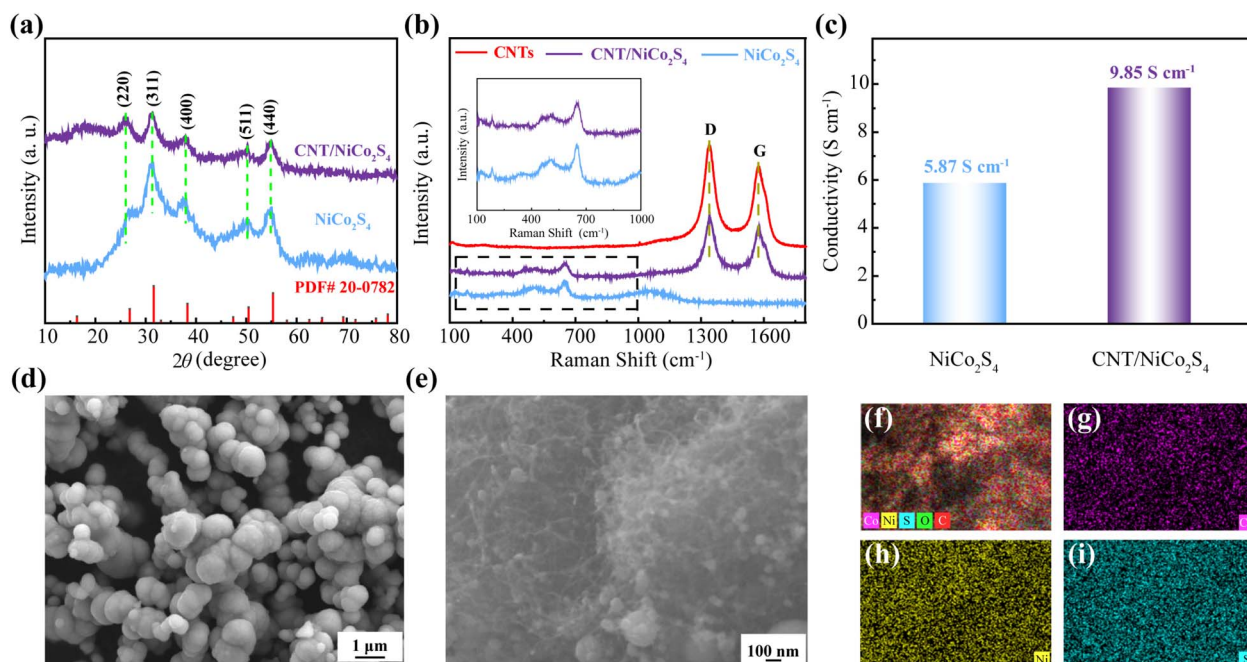 (a)
Intensity (a. u.)
(220)
(311)
(400)
(511)
(440)
CNT/NiCo₂S₄
NiCo₂S₄
PDF# 20-0782
10 20 30 40 50 60 70 80
2θ (degree)
(b)
Intensity (a.u.)
CNTs CNT/NiCo₂S₄ NiCo₂S₄
Intensity (a.u.)
100 400 700 1000
Raman Shift (cm⁻¹)
D
G
100 400 700 1000 1300 1600
Raman Shift (cm⁻¹)
(c)
Conductivity (S cm⁻¹)
10
8
6
4
2
0
5.87 S cm⁻¹
9.85 S cm⁻¹
NiCo₂S₄ CNT/NiCo₂S₄
(d)
1 μm
(e)
100 nm
(f)
Co Ni S O C
(g)
(h)
Ni
(i)